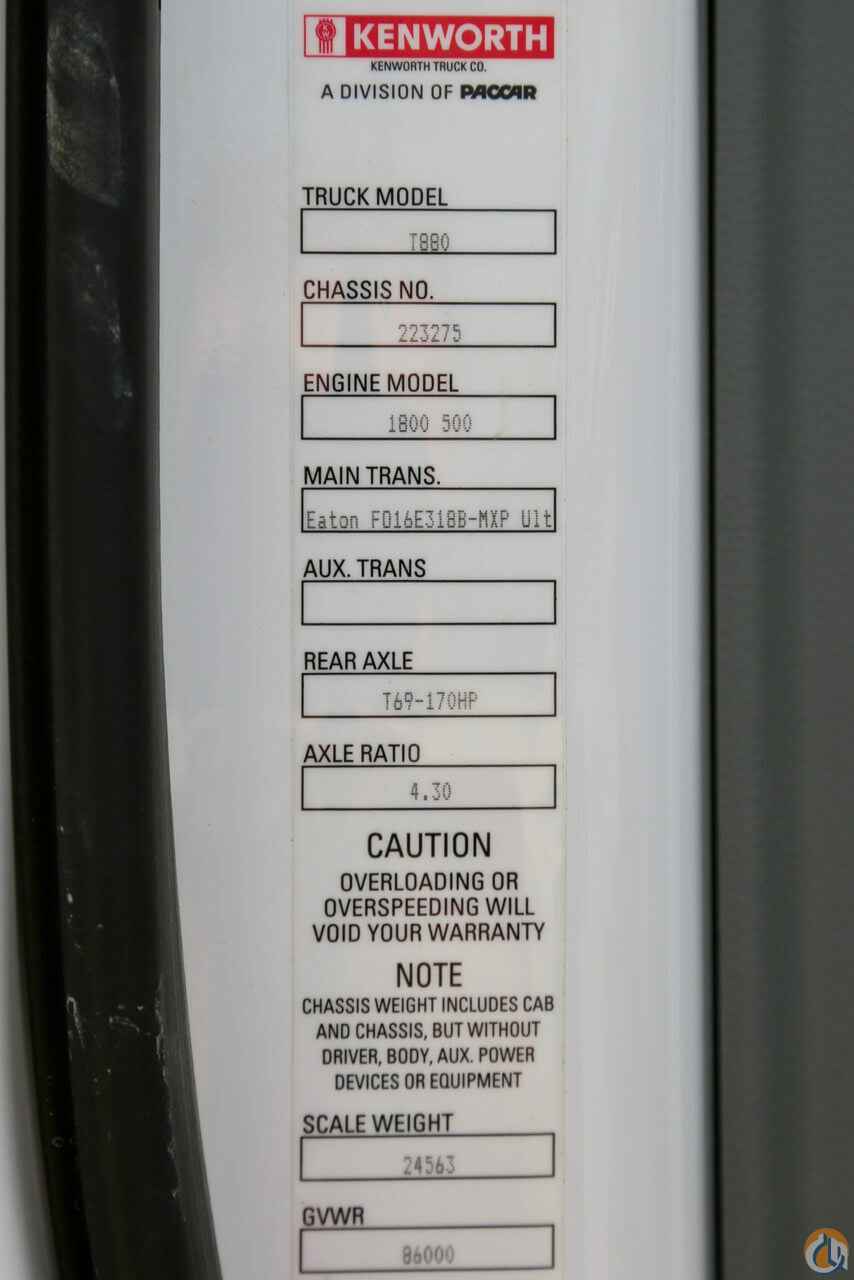 KENWORTH
KENWORTH TRUCK CO.
A DIVISION OF PACCAR
TRUCK MODEL
T880
CHASSIS NO.
223275
ENGINE MODEL
1800 500
MAIN TRANS.
Eaton FO16E318B-MXP Ult
AUX. TRANS
REAR AXLE
T69-170HP
AXLE RATIO
4.30
CAUTION
OVERLOADING OR
OVERSPEEDING WILL
VOID YOUR WARRANTY
NOTE
CHASSIS WEIGHT INCLUDES CAB
AND CHASSIS, BUT WITHOUT
DRIVER, BODY, AUX. POWER
DEVICES OR EQUIPMENT
SCALE WEIGHT
24563
GVWR
86000